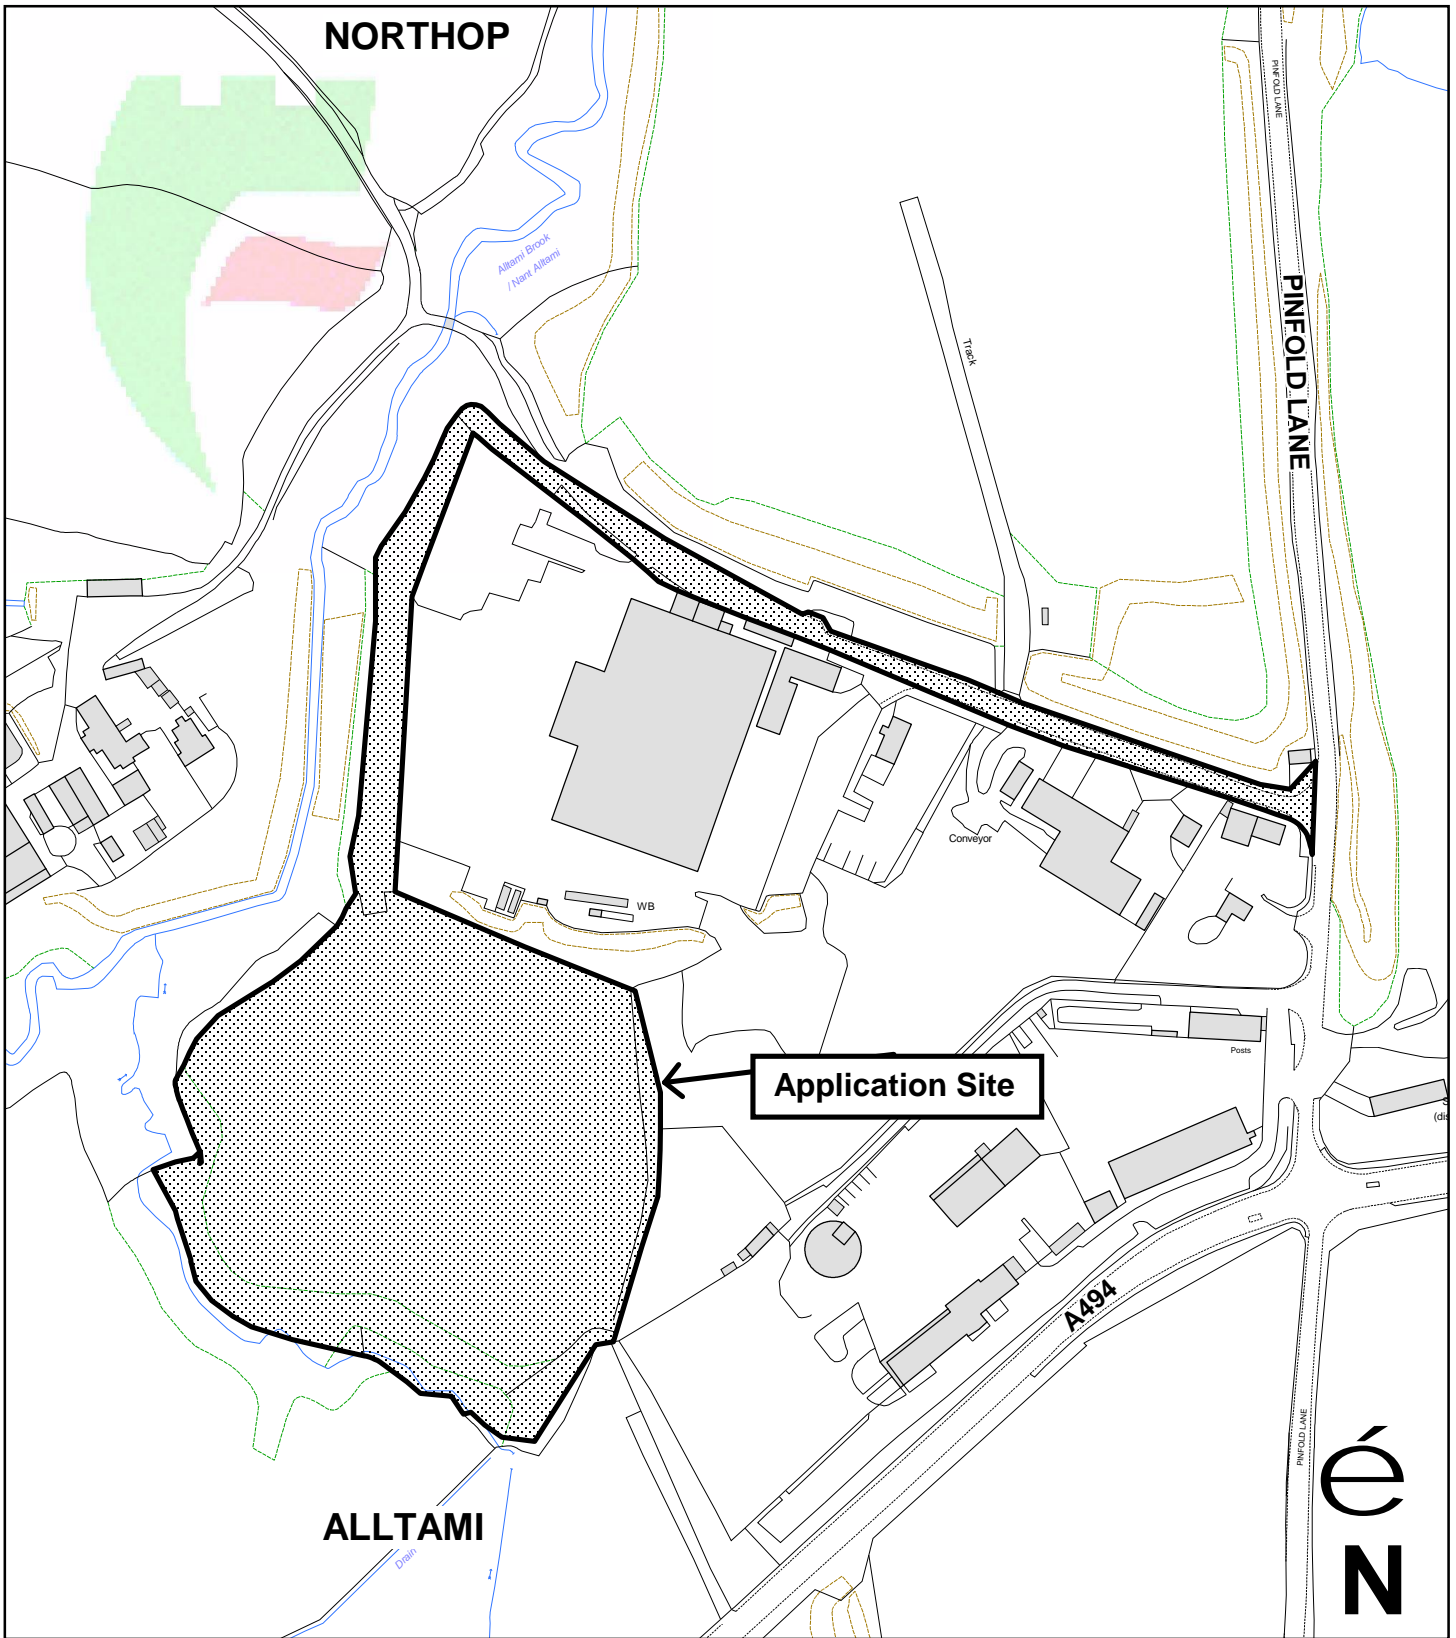 NORTHOP
PINFOLD LANE
Alltami Brook
/ Nant Alltami
PINFOLD LANE
Track
Conveyor
WB
Posts
Application Site
(dis
A494
PINFOLD LANE
ALLTAMI
Drain
é
N